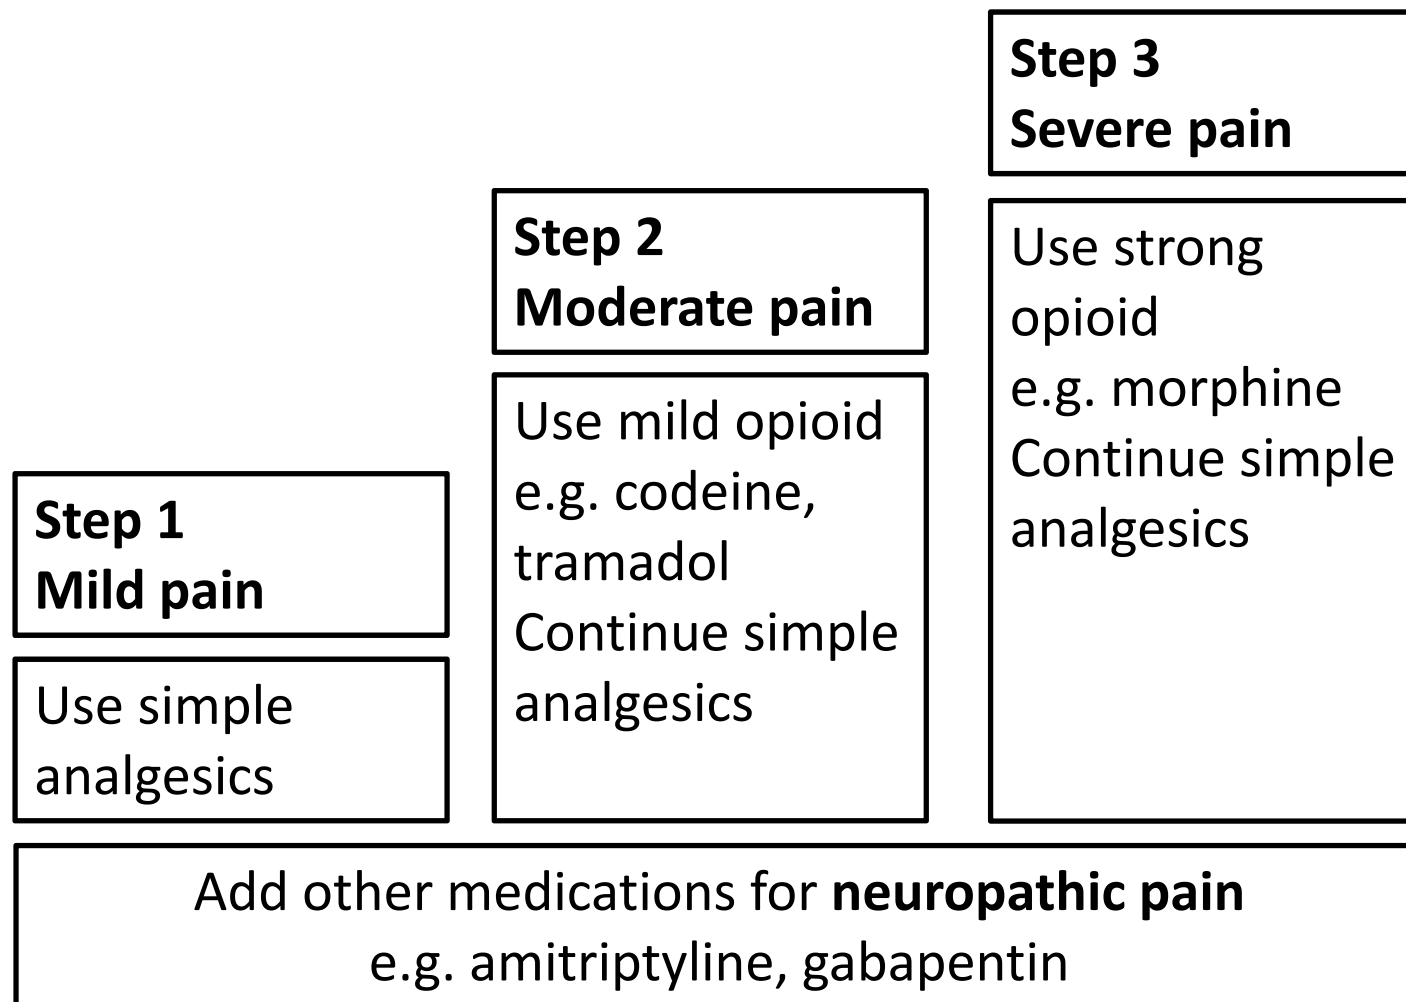 Step 1
Mild pain
Use simple
analgesics
Step 2
Moderate pain
Use mild opioid
e.g. codeine,
tramadol
Continue simple
analgesics
Step 3
Severe pain
Use strong
opioid
e.g. morphine
Continue simple
analgesics
Add other medications for neuropathic pain
e.g. amitriptyline, gabapentin